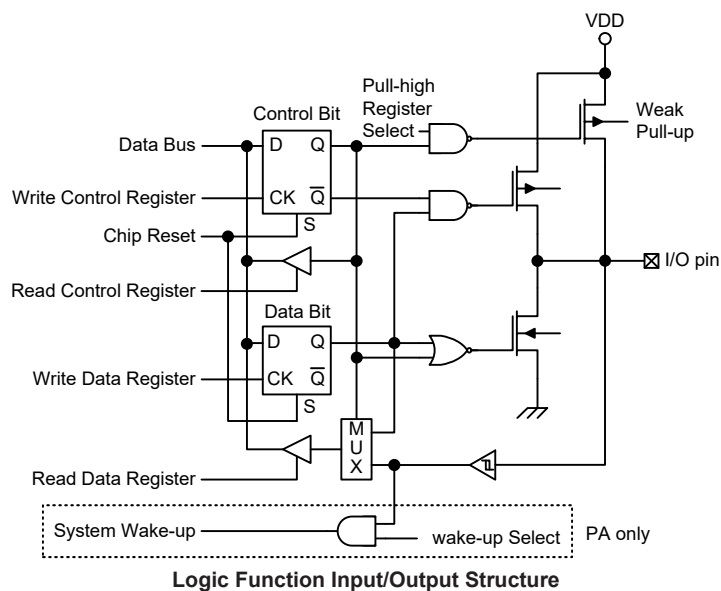 VDD
Pull-high
Register
Select
Weak
Pull-up
Control Bit
Data Bus
D Q
Write Control Register
CK Q
S
Chip Reset
I/O pin
Read Control Register
Data Bit
D Q
Write Data Register
CK Q
S
M
U
X
Read Data Register
System Wake-up
wake-up Select
PA only
Logic Function Input/Output Structure